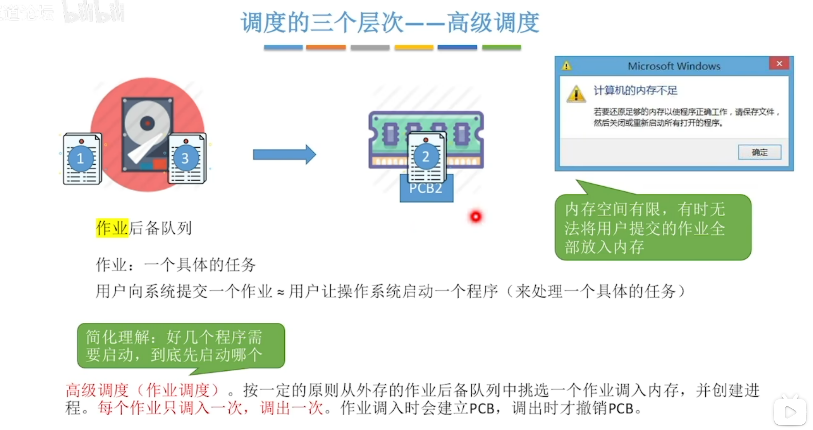 调度的三个层次——高级调度
bilibili
Microsoft Windows
计算机的内存不足
若要还原足够的内存以使程序正确工作，请保存文件，
然后关闭或重新启动所有打开的程序。
确定
1
3
2
PCB2
内存空间有限，有时无
法将用户提交的作业全
部放入内存
作业后备队列
作业：一个具体的任务
用户向系统提交一个作业 ≈ 用户让操作系统启动一个程序（来处理一个具体的任务）
简化理解：好几个程序需
要启动，到底先启动哪个
高级调度（作业调度）。按一定的原则从外存的作业后备队列中挑选一个作业调入内存，并创建进
程。每个作业只调入一次，调出一次。作业调入时会建立PCB，调出时才撤销PCB。